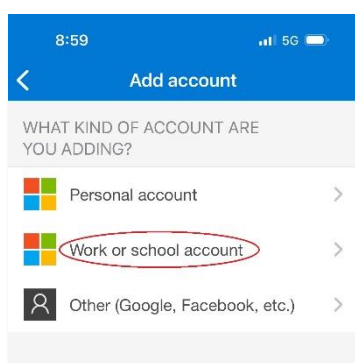 8:59
5G
Add account
WHAT KIND OF ACCOUNT ARE
YOU ADDING?
Personal account
Work or school account
Other (Google, Facebook, etc.)